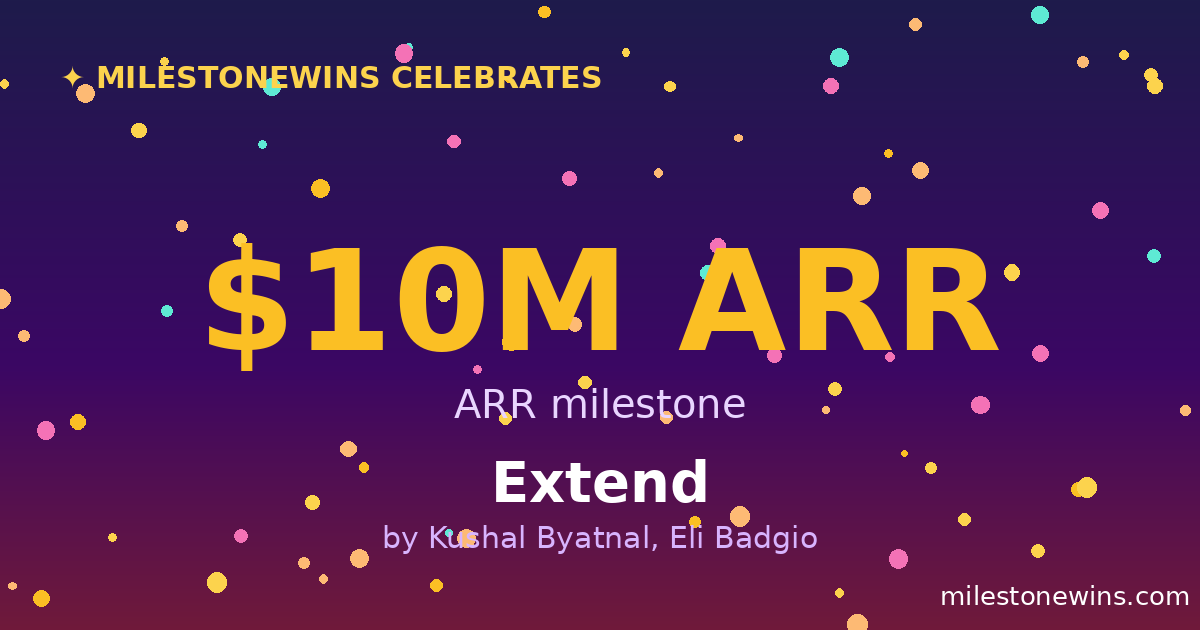 ✦ MILESTONEWINS CELEBRATES
$10M ARR
ARR milestone
Extend
by Kushal Byatnal, Eli Badgio
milestonewins.com